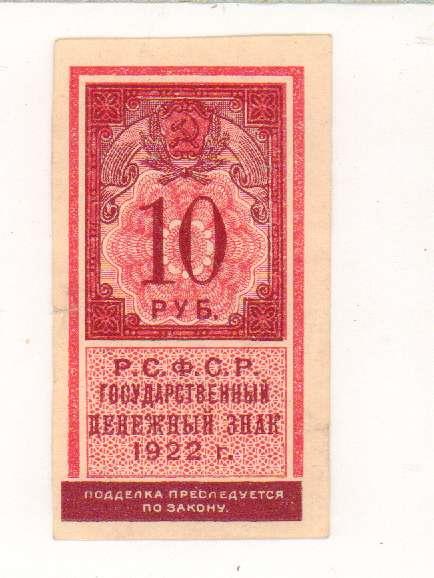 10
РУБ.
Р.С.Ф.С.Р.
ГОСУДАРСТВЕННЫЙ
ДЕНЕЖНЫЙ ЗНАК
1922 г.
ПОДДЕЛКА ПРЕСЛЕДУЕТСЯ
ПО ЗАКОНУ.